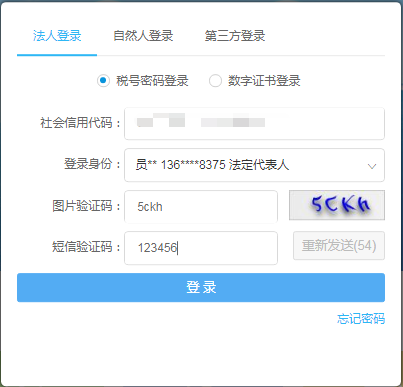 法人登录 自然人登录 第三方登录
税号密码登录 数字证书登录
社会信用代码：
登录身份： 员** 136****8375 法定代表人
图片验证码： 5ckh 5CKh
短信验证码： 123456 重新发送(54)
登 录
忘记密码